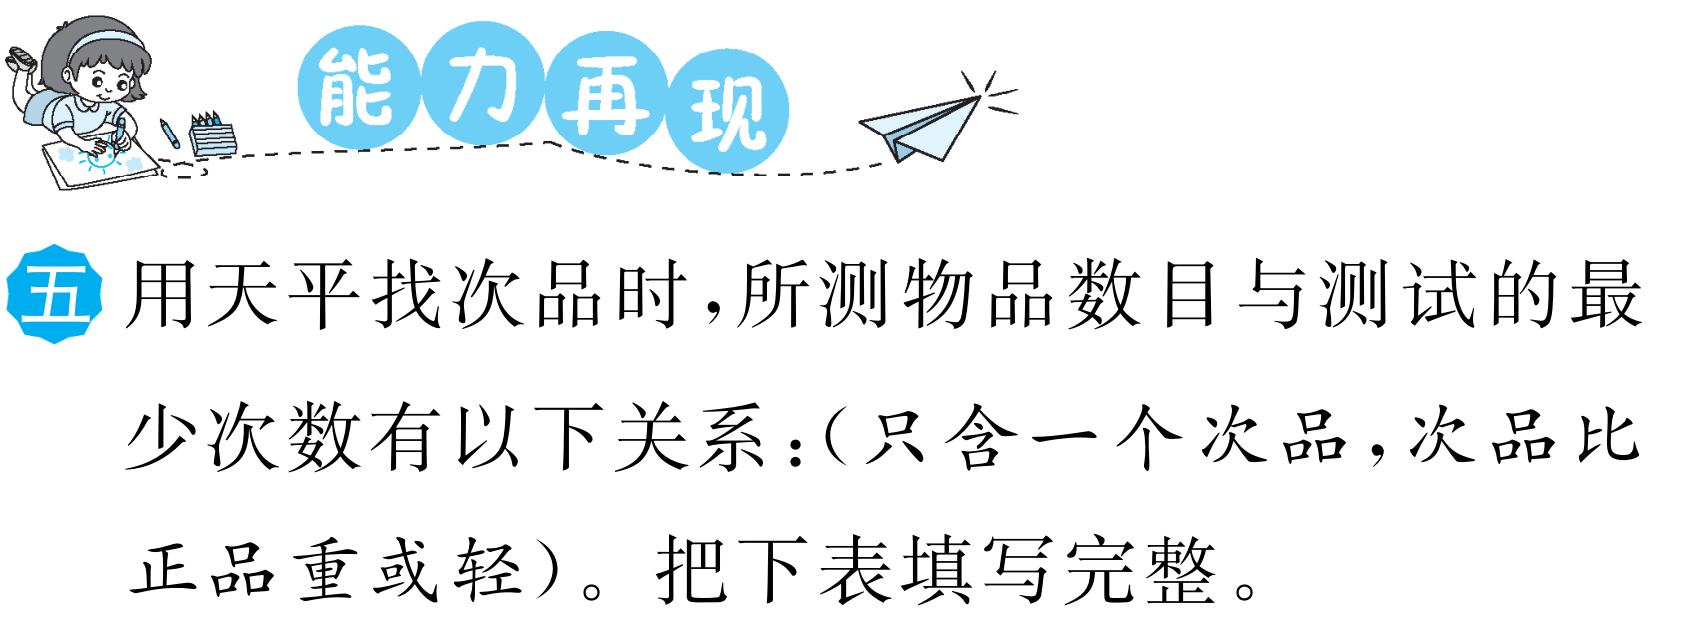 能力再现
五 用天平找次品时,所测物品数目与测试的最
少次数有以下关系:(只含一个次品,次品比
正品重或轻)。把下表填写完整。